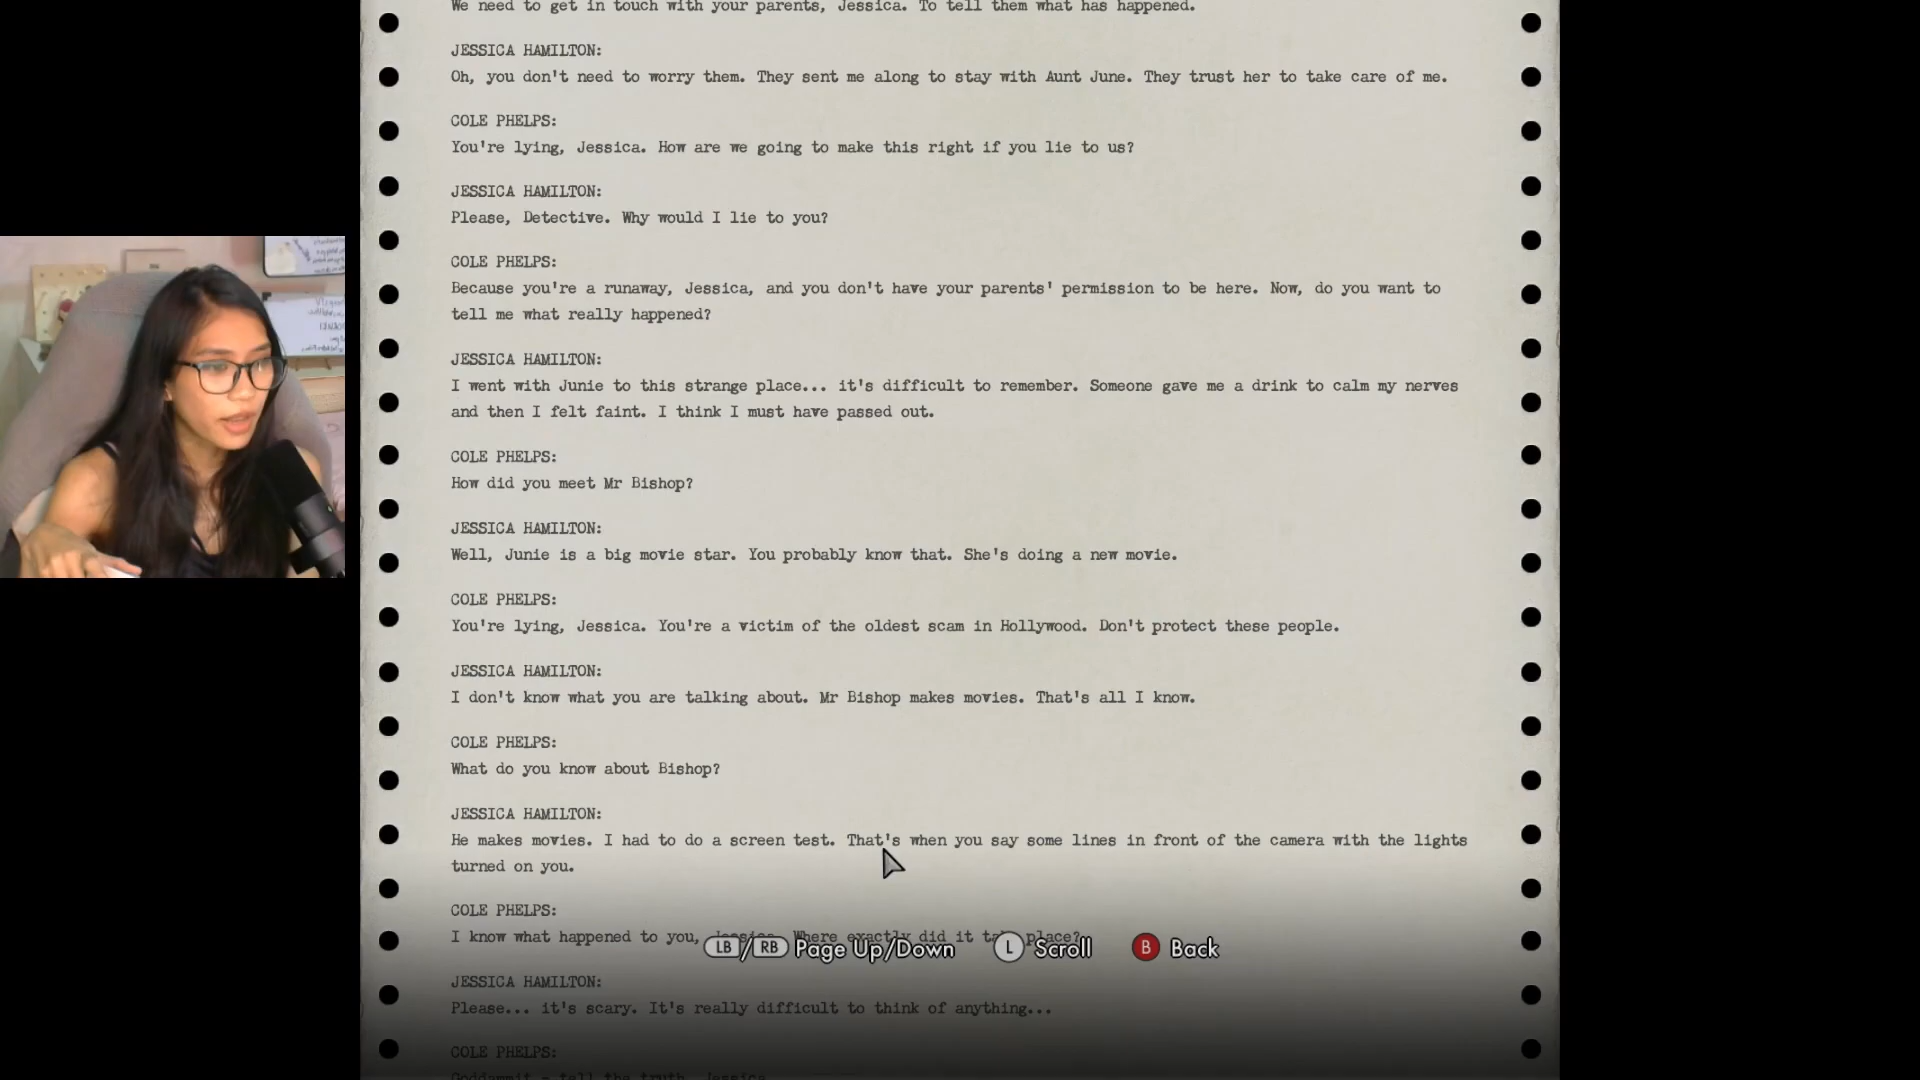 We need to get in touch with your parents, Jessica. To tell them what has happened.
JESSICA HAMILTON:
Oh, you don't need to worry them. They sent me along to stay with Aunt June. They trust her to take care of me.
COLE PHELPS:
You're lying, Jessica. How are we going to make this right if you lie to us?
JESSICA HAMILTON:
Please, Detective. Why would I lie to you?
COLE PHELPS:
Because you're a runaway, Jessica, and you don't have your parents' permission to be here. Now, do you want to
tell me what really happened?
JESSICA HAMILTON:
I went with Junie to this strange place... it's difficult to remember. Someone gave me a drink to calm my nerves
and then I felt faint. I think I must have passed out.
COLE PHELPS:
How did you meet Mr Bishop?
JESSICA HAMILTON:
Well, Junie is a big movie star. You probably know that. She's doing a new movie.
COLE PHELPS:
You're lying, Jessica. You're a victim of the oldest scam in Hollywood. Don't protect these people.
JESSICA HAMILTON:
I don't know what you are talking about. Mr Bishop makes movies. That's all I know.
COLE PHELPS:
What do you know about Bishop?
JESSICA HAMILTON:
He makes movies. I had to do a screen test. That's when you say some lines in front of the camera with the lights
turned on you.
COLE PHELPS:
I know what happened to you, Jessica. Where exactly did it take place?
LB/RB Page Up/Down L Scroll B Back
JESSICA HAMILTON:
Please... it's scary. It's really difficult to think of anything...
COLE PHELPS:
Goddammit - tell the truth, Jessica